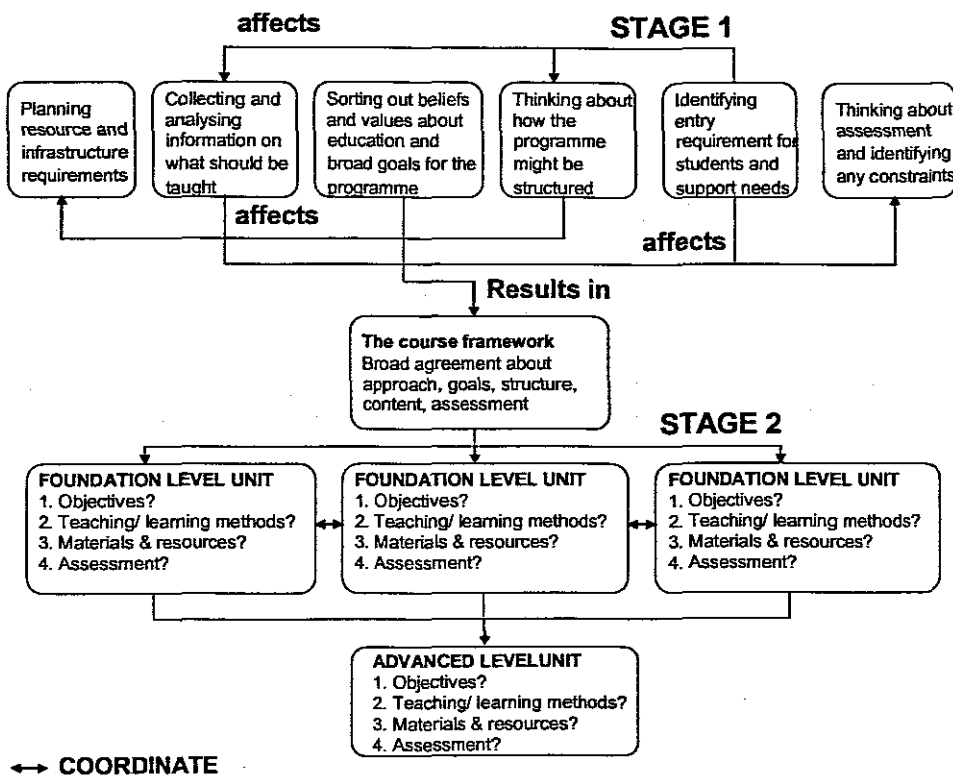 affects
STAGE 1
Planning
resource and
infrastructure
requirements
Collecting and
analysing
information on
what should be
taught
Sorting out beliefs
and values about
education and
broad goals for the
programme
Thinking about
how the
programme
might be
structured
Identifying
entry
requirement for
students and
support needs
Thinking about
assessment
and identifying
any constraints
affects
affects
Results in
The course framework
Broad agreement about
approach, goals, structure,
content, assessment
STAGE 2
FOUNDATION LEVEL UNIT
1. Objectives?
2. Teaching/ learning methods?
3. Materials & resources?
4. Assessment?
FOUNDATION LEVEL UNIT
1. Objectives?
2. Teaching/ learning methods?
3. Materials & resources?
4. Assessment?
FOUNDATION LEVEL UNIT
1. Objectives?
2. Teaching/ learning methods?
3. Materials & resources?
4. Assessment?
ADVANCED LEVELUNIT
1. Objectives?
2. Teaching/ learning methods?
3. Materials & resources?
4. Assessment?
↔ COORDINATE